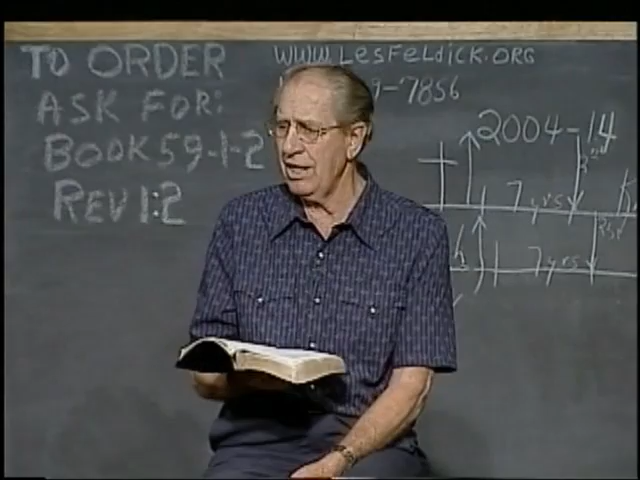 TO ORDER
ASK FOR:
BOOK 59-1-2
REV 1:2
WWW.LESFELDICK.ORG
9-7856
2004-14
7 yrs
7 yrs